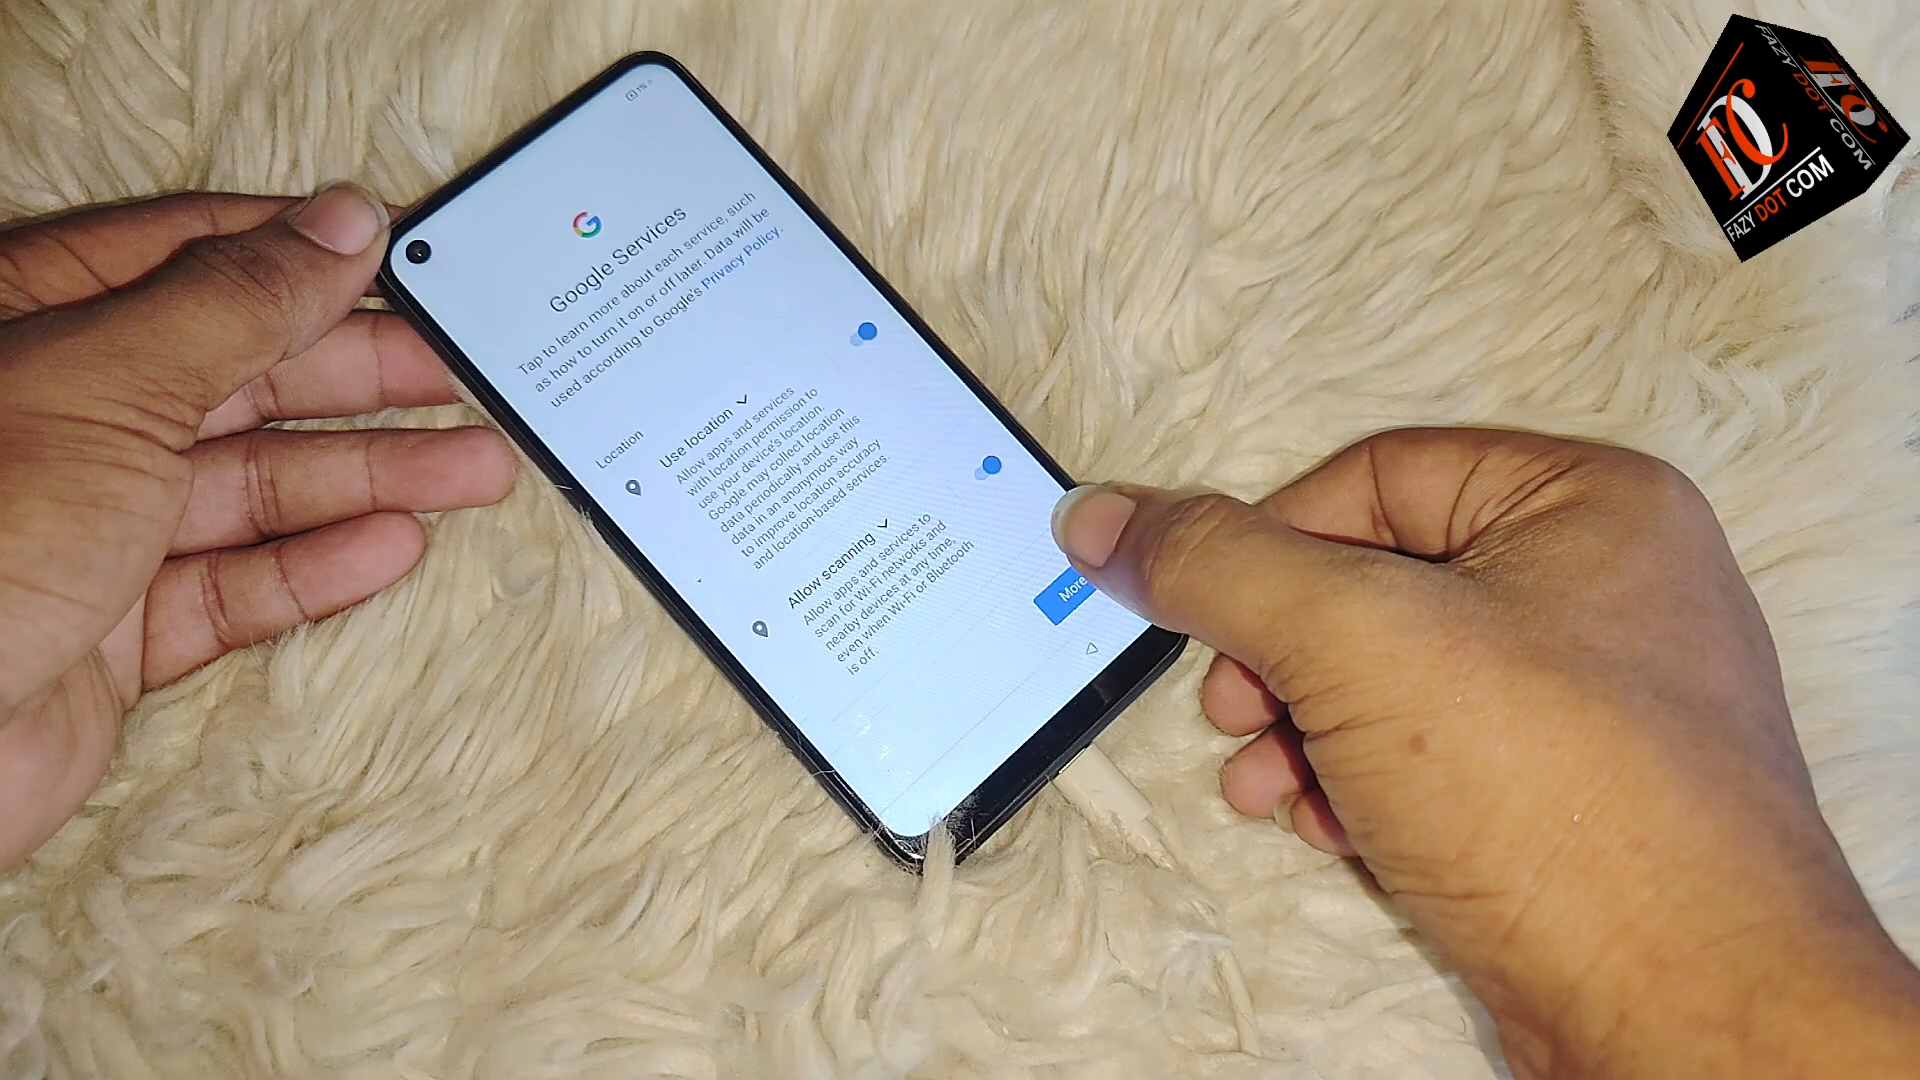 1%
Google Services
Tap to learn more about each service, such
as how to turn it on or off later. Data will be
used according to Google's Privacy Policy.
Location
Use location
Allow apps and services
with location permission to
use your device's location.
Google may collect location
data periodically and use this
data in an anonymous way
to improve location accuracy
and location-based services
Allow scanning
Allow apps and services to
scan for Wi-Fi networks and
nearby devices at any time,
even when Wi-Fi or Bluetooth
is off.
More
FDC
FAZY DOT COM
FDC
FAZY DOT COM